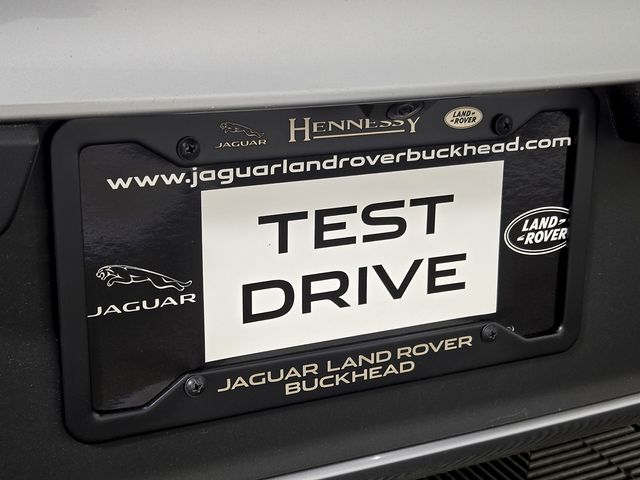 JAGUAR
HENNESSY
LAND ROVER
www.jaguarlandroverbuckhead.com
TEST
DRIVE
JAGUAR
LAND-
-ROVER
JAGUAR LAND ROVER
BUCKHEAD